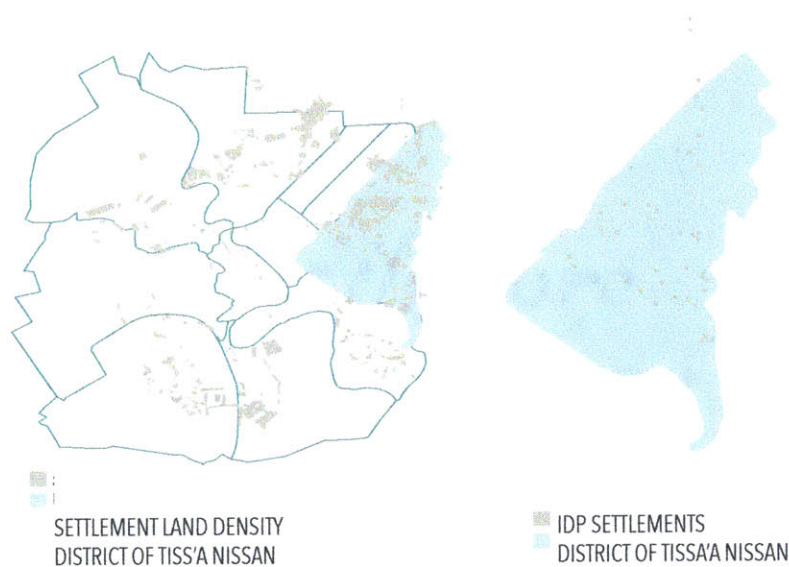 SETTLEMENT LAND DENSITY
DISTRICT OF TISS'A NISSAN
IDP SETTLEMENTS
DISTRICT OF TISSA'A NISSAN